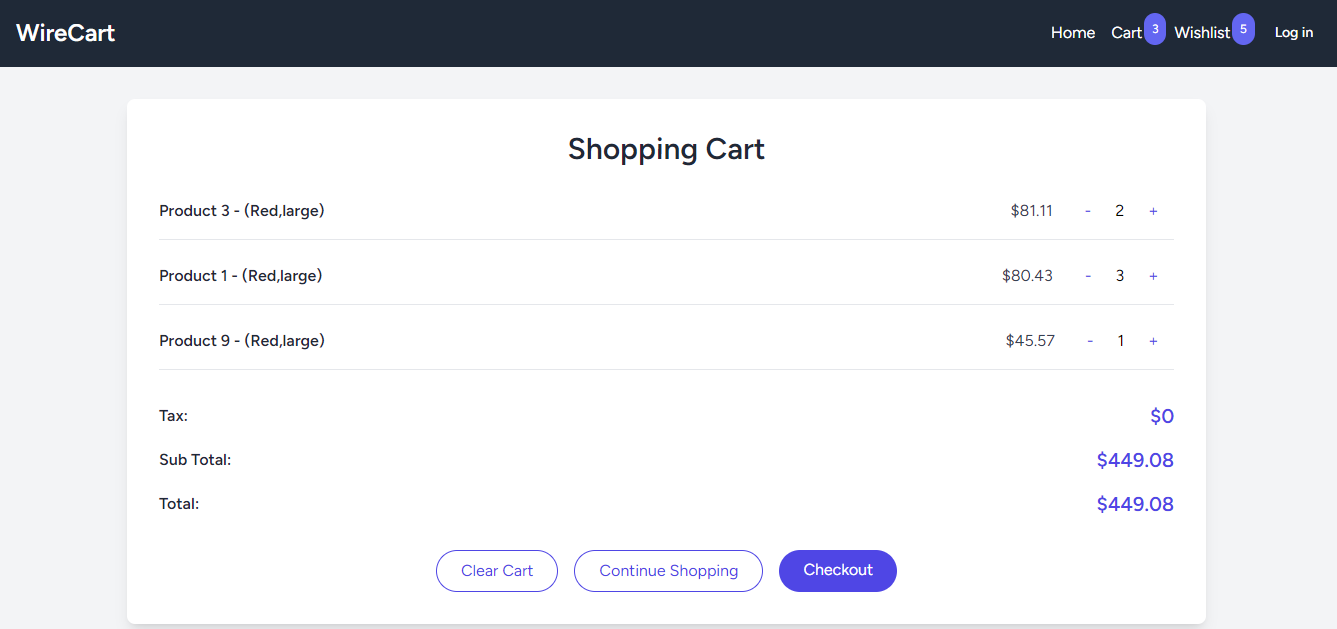 WireCart Home Cart 3 Wishlist 5 Log in
Shopping Cart
Product 3 - (Red,large) $81.11 - 2 +
Product 1 - (Red,large) $80.43 - 3 +
Product 9 - (Red,large) $45.57 - 1 +
Tax: $0
Sub Total: $449.08
Total: $449.08
Clear Cart Continue Shopping Checkout